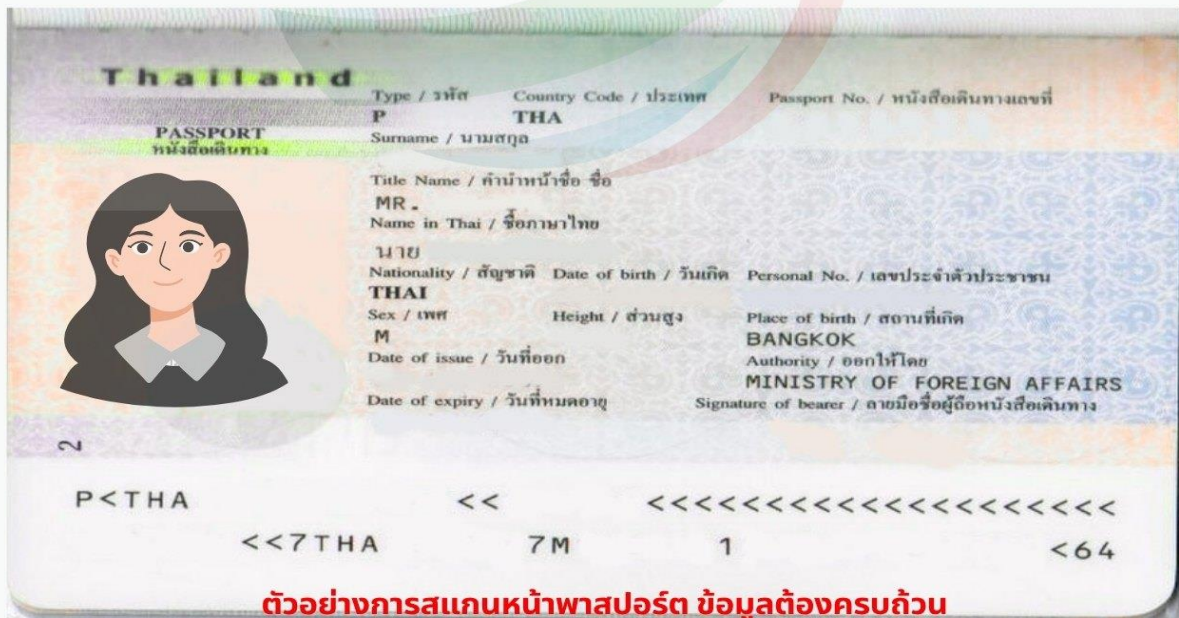 Thailand
PASSPORT
หนังสือเดินทาง
Type / รหัส Country Code / ประเทศ Passport No. / หนังสือเดินทางเลขที่
P THA
Surname / นามสกุล
Title Name / คำนำหน้าชื่อ ชื่อ
MR.
Name in Thai / ชื่อภาษาไทย
นาย
Nationality / สัญชาติ Date of birth / วันเกิด Personal No. / เลขประจำตัวประชาชน
THAI
Sex / เพศ Height / ส่วนสูง Place of birth / สถานที่เกิด
M BANGKOK
Date of issue / วันที่ออก Authority / ออกให้โดย
MINISTRY OF FOREIGN AFFAIRS
Date of expiry / วันที่หมดอายุ Signature of bearer / ลายมือชื่อผู้ถือหนังสือเดินทาง
2
P<THA << <<<<<<<<<<<<<<<<<<<<<
<<7THA 7M 1 <64
ตัวอย่างการสแกนหน้าพาสปอร์ต ข้อมูลต้องครบถ้วน